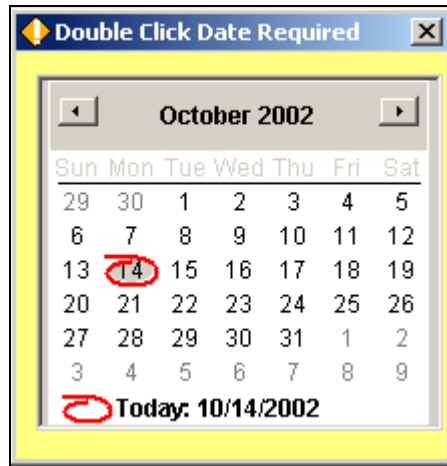 Double Click Date Required
October 2002
Sun Mon Tue Wed Thu Fri Sat
29 30 1 2 3 4 5
6 7 8 9 10 11 12
13 14 15 16 17 18 19
20 21 22 23 24 25 26
27 28 29 30 31 1 2
3 4 5 6 7 8 9
Today: 10/14/2002